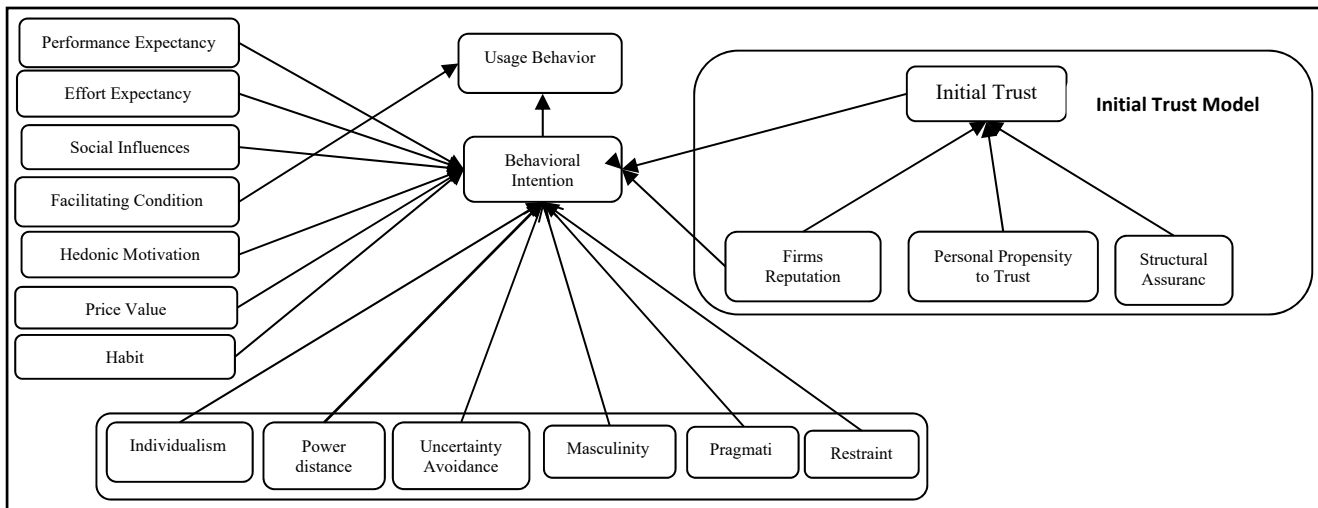 Performance Expectancy
Effort Expectancy
Social Influences
Facilitating Condition
Hedonic Motivation
Price Value
Habit
Usage Behavior
Behavioral
Intention
Initial Trust
Initial Trust Model
Firms
Reputation
Personal Propensity
to Trust
Structural
Assuranc
Individualism
Power
distance
Uncertainty
Avoidance
Masculinity
Pragmati
Restraint